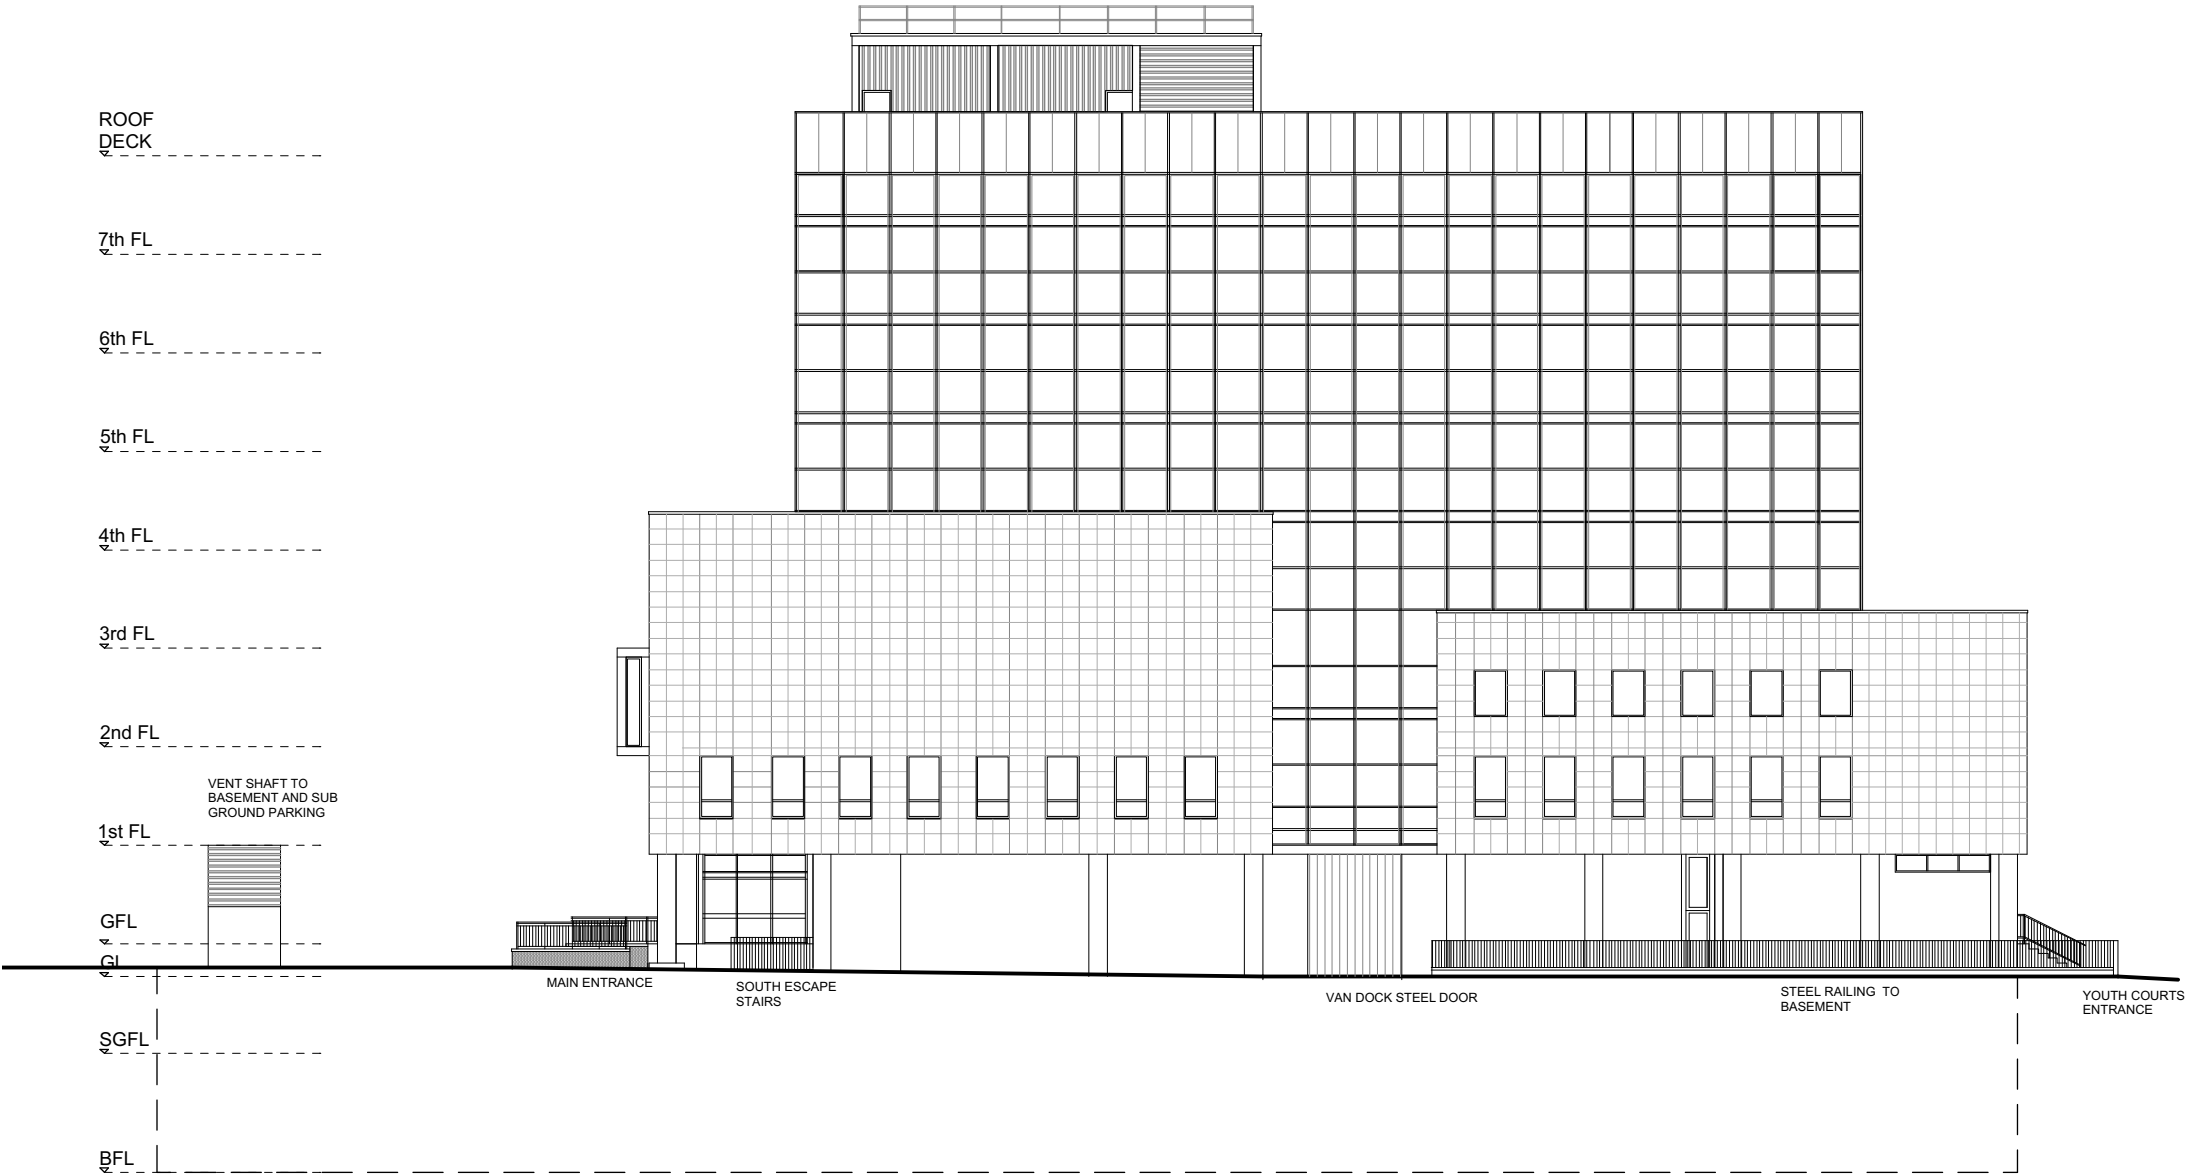 ROOF
DECK
7th FL
6th FL
5th FL
4th FL
3rd FL
2nd FL
VENT SHAFT TO
BASEMENT AND SUB
GROUND PARKING
1st FL
GFL
GL
MAIN ENTRANCE
SOUTH ESCAPE
STAIRS
VAN DOCK STEEL DOOR
STEEL RAILING TO
BASEMENT
YOUTH COURTS
ENTRANCE
SGFL
BFL